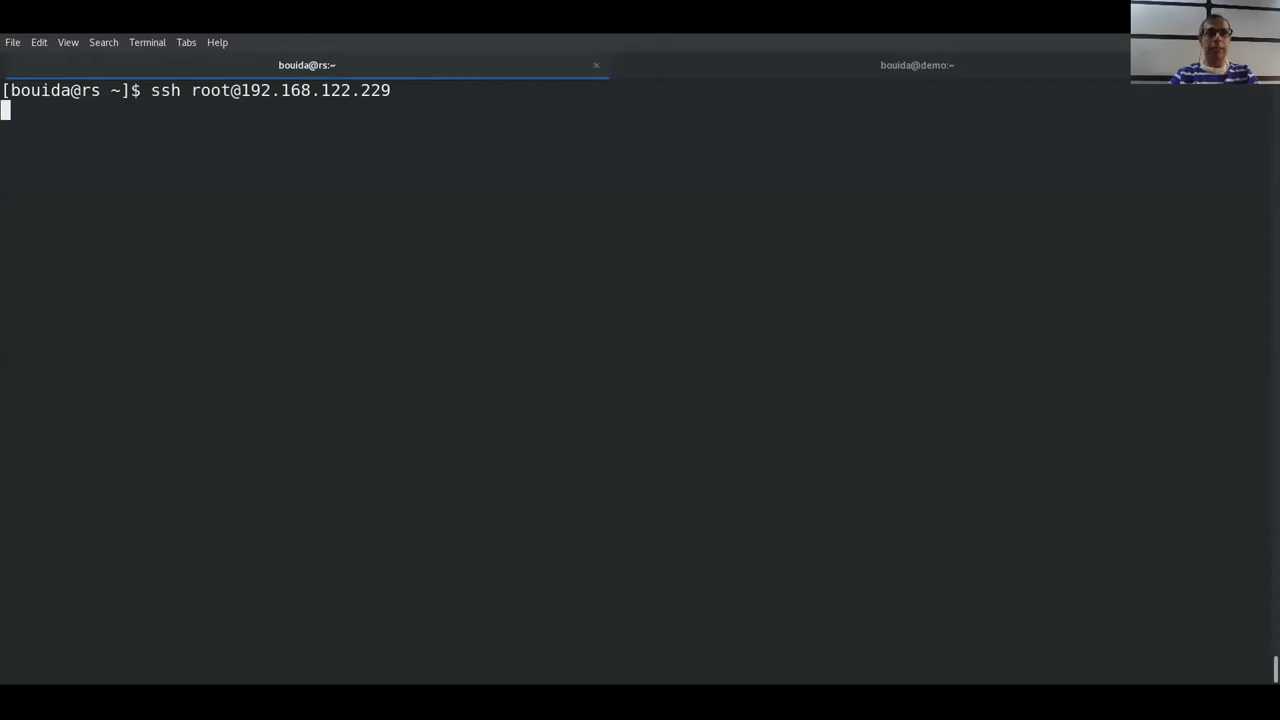 File Edit View Search Terminal Tabs Help
bouida@rs:~ × bouida@demo:~
[bouida@rs ~]$ ssh root@192.168.122.229